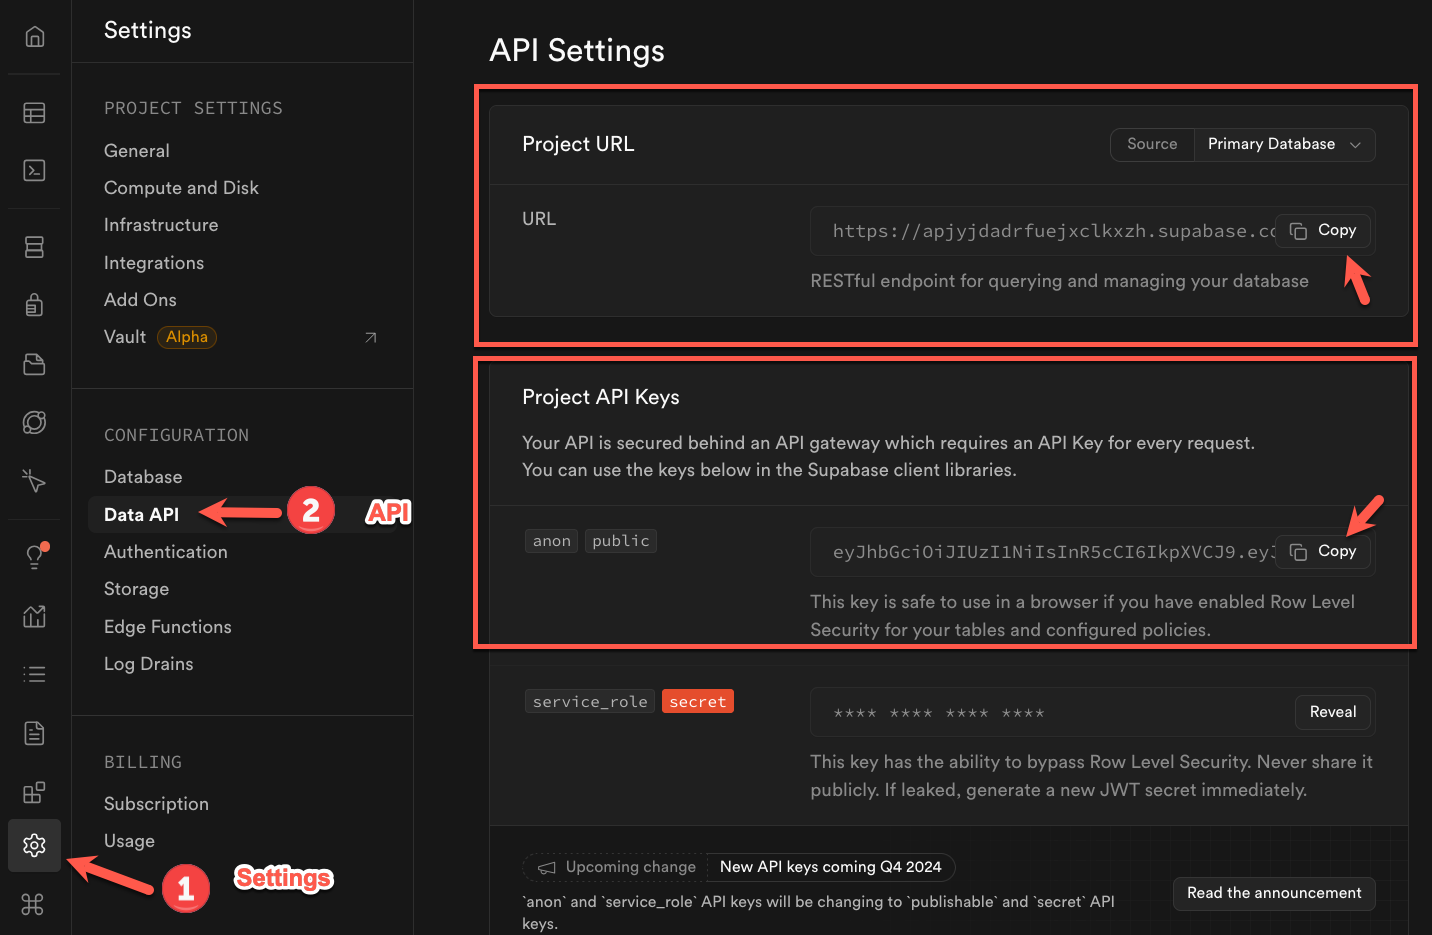 Settings
PROJECT SETTINGS
General
Compute and Disk
Infrastructure
Integrations
Add Ons
Vault Alpha
CONFIGURATION
Database
Data API
2 API
Authentication
Storage
Edge Functions
Log Drains
BILLING
Subscription
Usage
1 Settings
API Settings
Project URL
Source Primary Database
URL
https://apjyjdadrfuejxclkxzh.supabase.co
Copy
RESTful endpoint for querying and managing your database
Project API Keys
Your API is secured behind an API gateway which requires an API Key for every request.
You can use the keys below in the Supabase client libraries.
anon public
eyJhbGciOiJIUzI1NiIsInR5cCI6IkpXVCJ9.eyJ
Copy
This key is safe to use in a browser if you have enabled Row Level
Security for your tables and configured policies.
service_role secret
**** **** **** ****
Reveal
This key has the ability to bypass Row Level Security. Never share it
publicly. If leaked, generate a new JWT secret immediately.
Upcoming change New API keys coming Q4 2024
`anon` and `service_role` API keys will be changing to `publishable` and `secret` API
keys.
Read the announcement